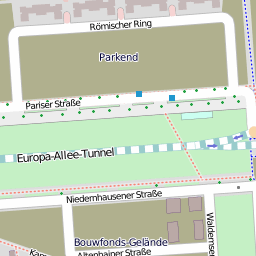 Römischer Ring
Parkend
Pariser Straße
Europa-Allee-Tunnel
Niedernhausener Straße
Bouwfonds-Gelände
Altenhainer Straße